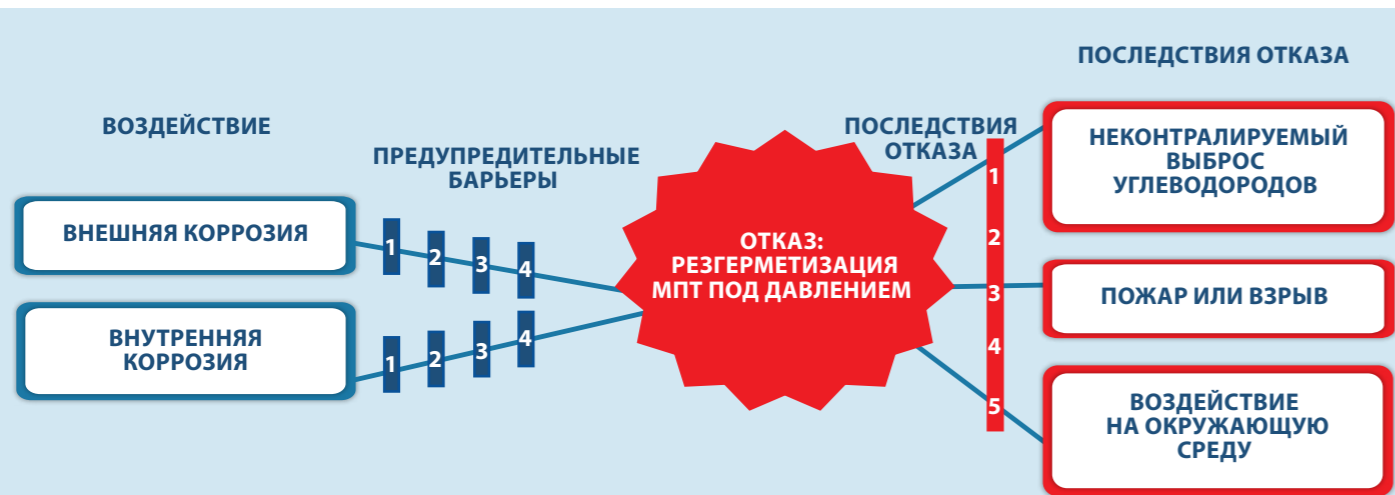 ВОЗДЕЙСТВИЕ
ВНЕШНЯЯ КОРРОЗИЯ
ВНУТРЕННЯЯ
КОРРОЗИЯ
ПРЕДУПРЕДИТЕЛЬНЫЕ
БАРЬЕРЫ
1
2
3
4
1
2
3
4
ОТКАЗ:
РЕЗГЕРМЕТИЗАЦИЯ
МПТ ПОД ДАВЛЕНИЕМ
ПОСЛЕДСТВИЯ
ОТКАЗА
1
2
3
4
5
ПОСЛЕДСТВИЯ ОТКАЗА
НЕКОНТРАЛИРУЕМЫЙ
ВЫБРОС
УГЛЕВОДОРОДОВ
ПОЖАР ИЛИ ВЗРЫВ
ВОЗДЕЙСТВИЕ
НА ОКРУЖАЮЩУЮ
СРЕДУ